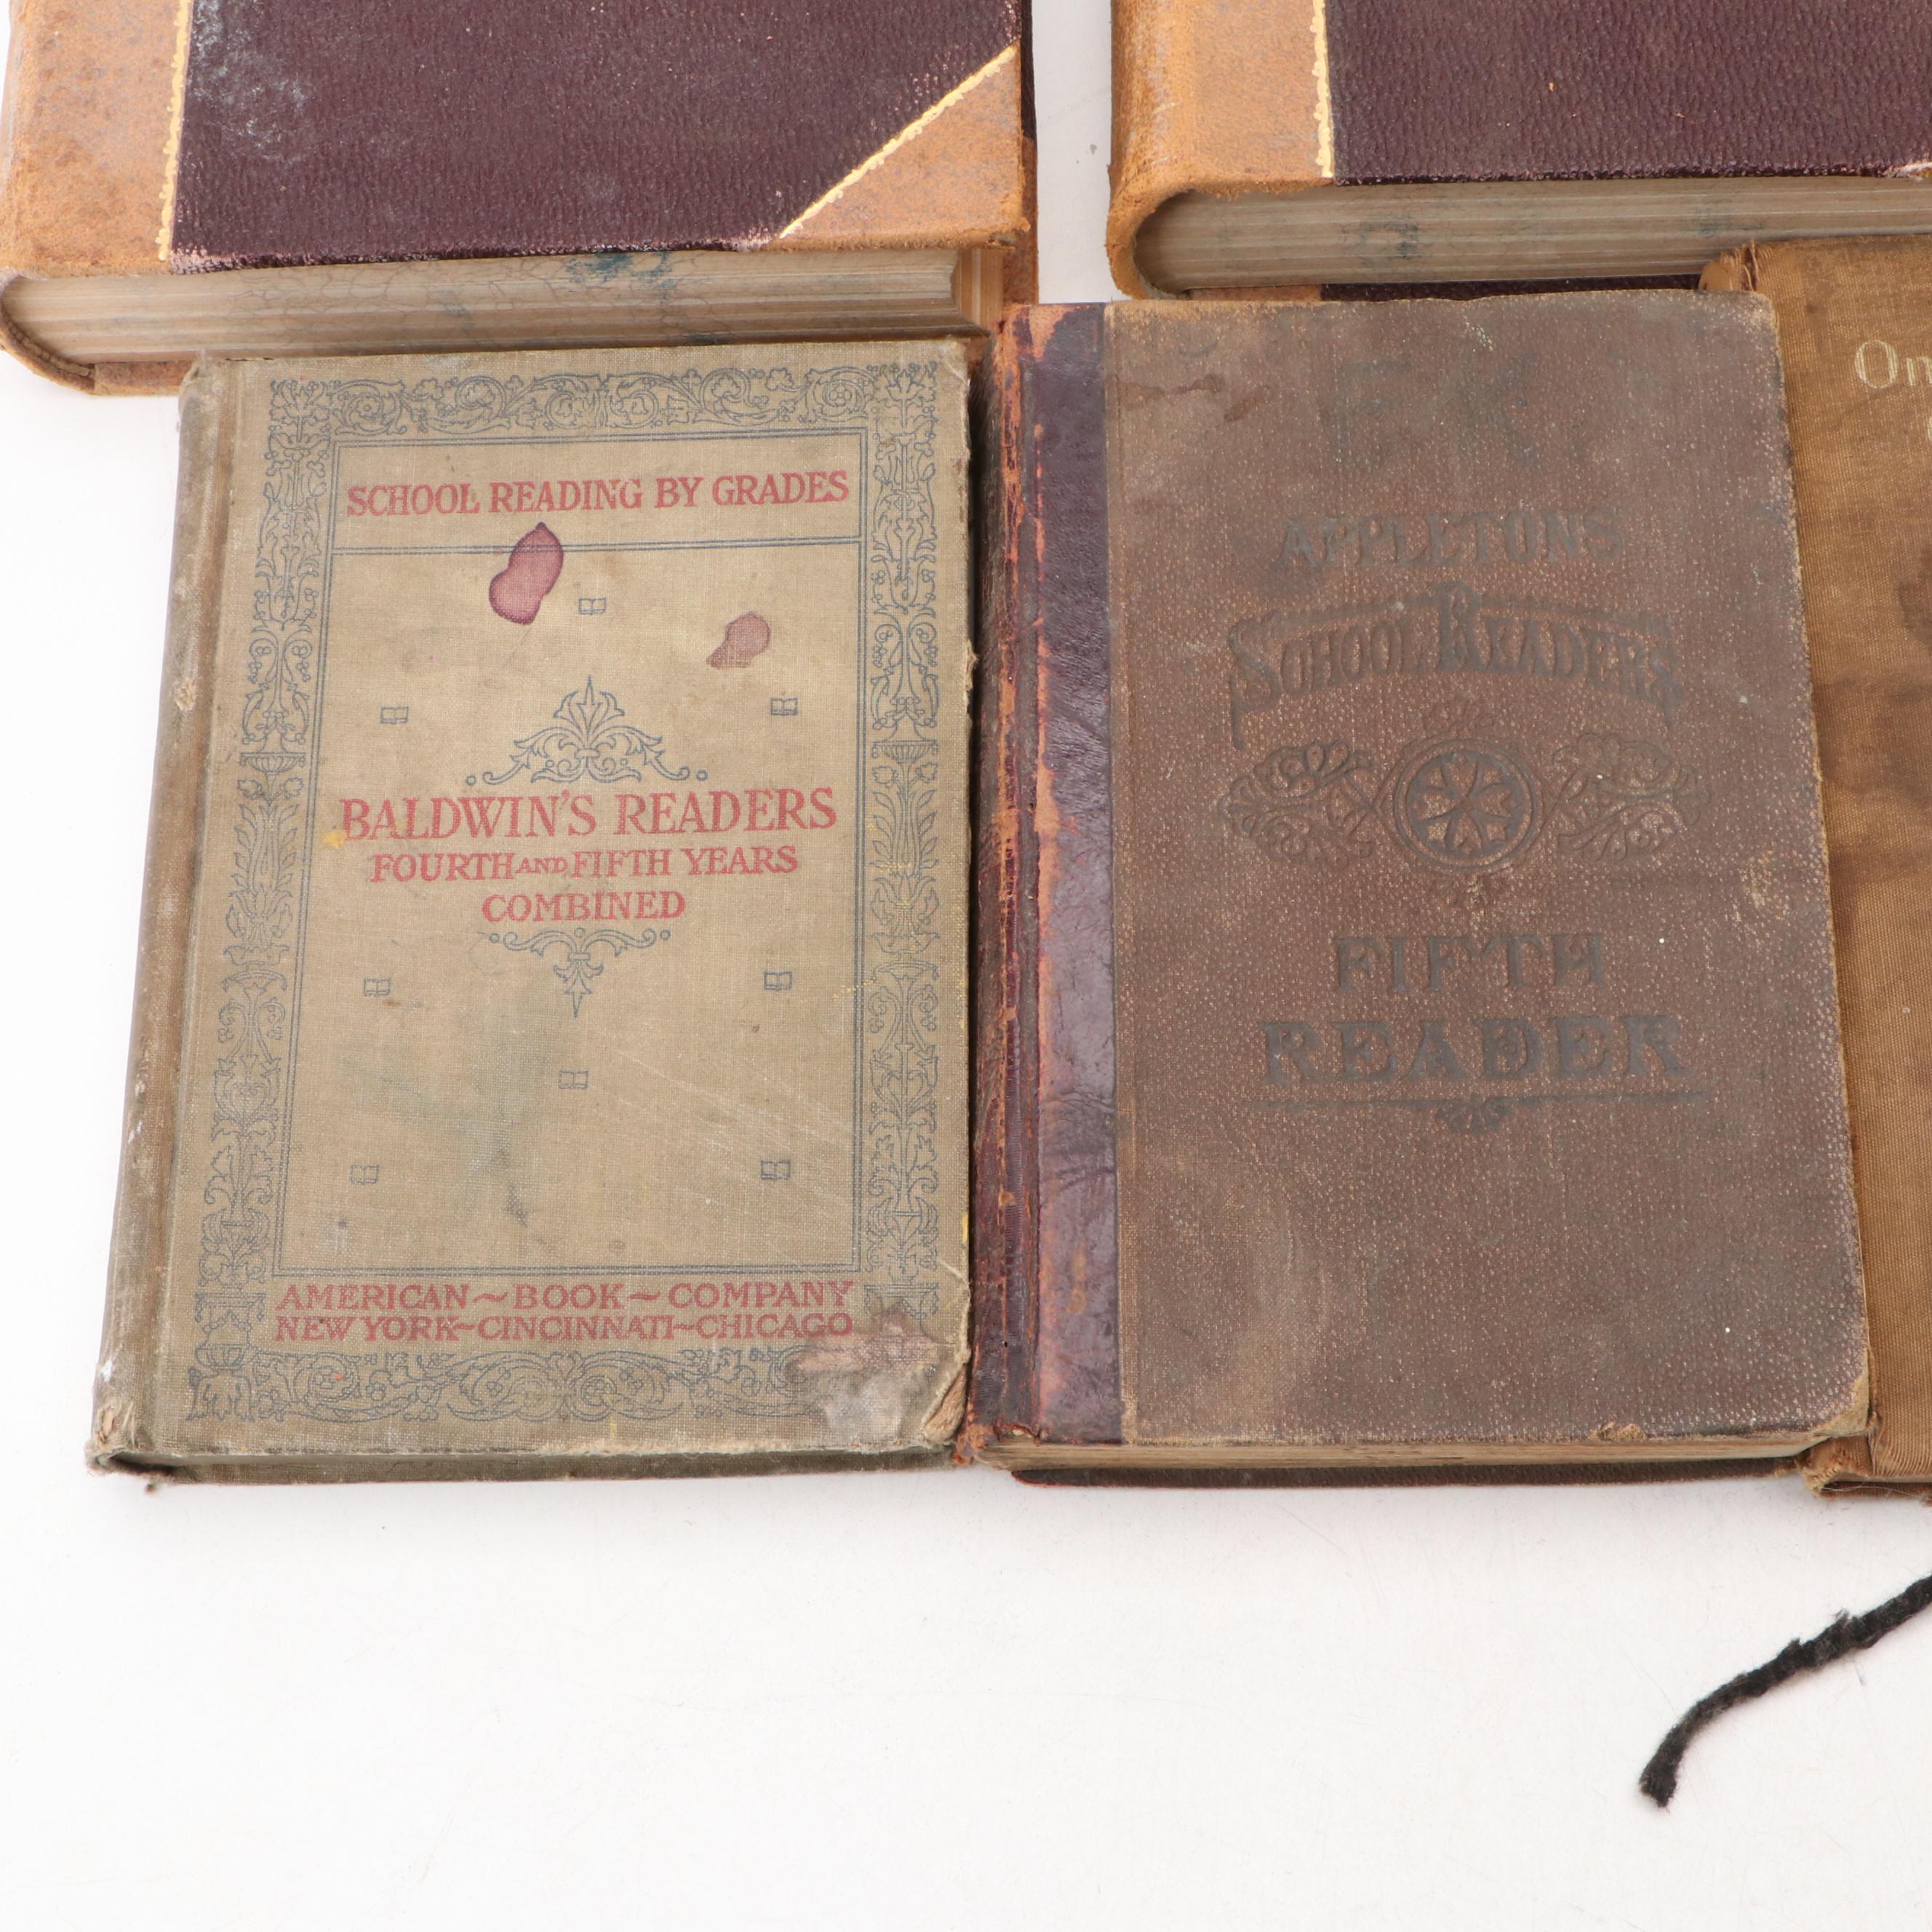 SCHOOL READING BY GRADES
BALDWIN'S READERS
FOURTH AND FIFTH YEARS
COMBINED
AMERICAN~BOOK~COMPANY
NEW YORK~CINCINNATI~CHICAGO
APPLETONS
SCHOOL READERS
FIFTH
READER